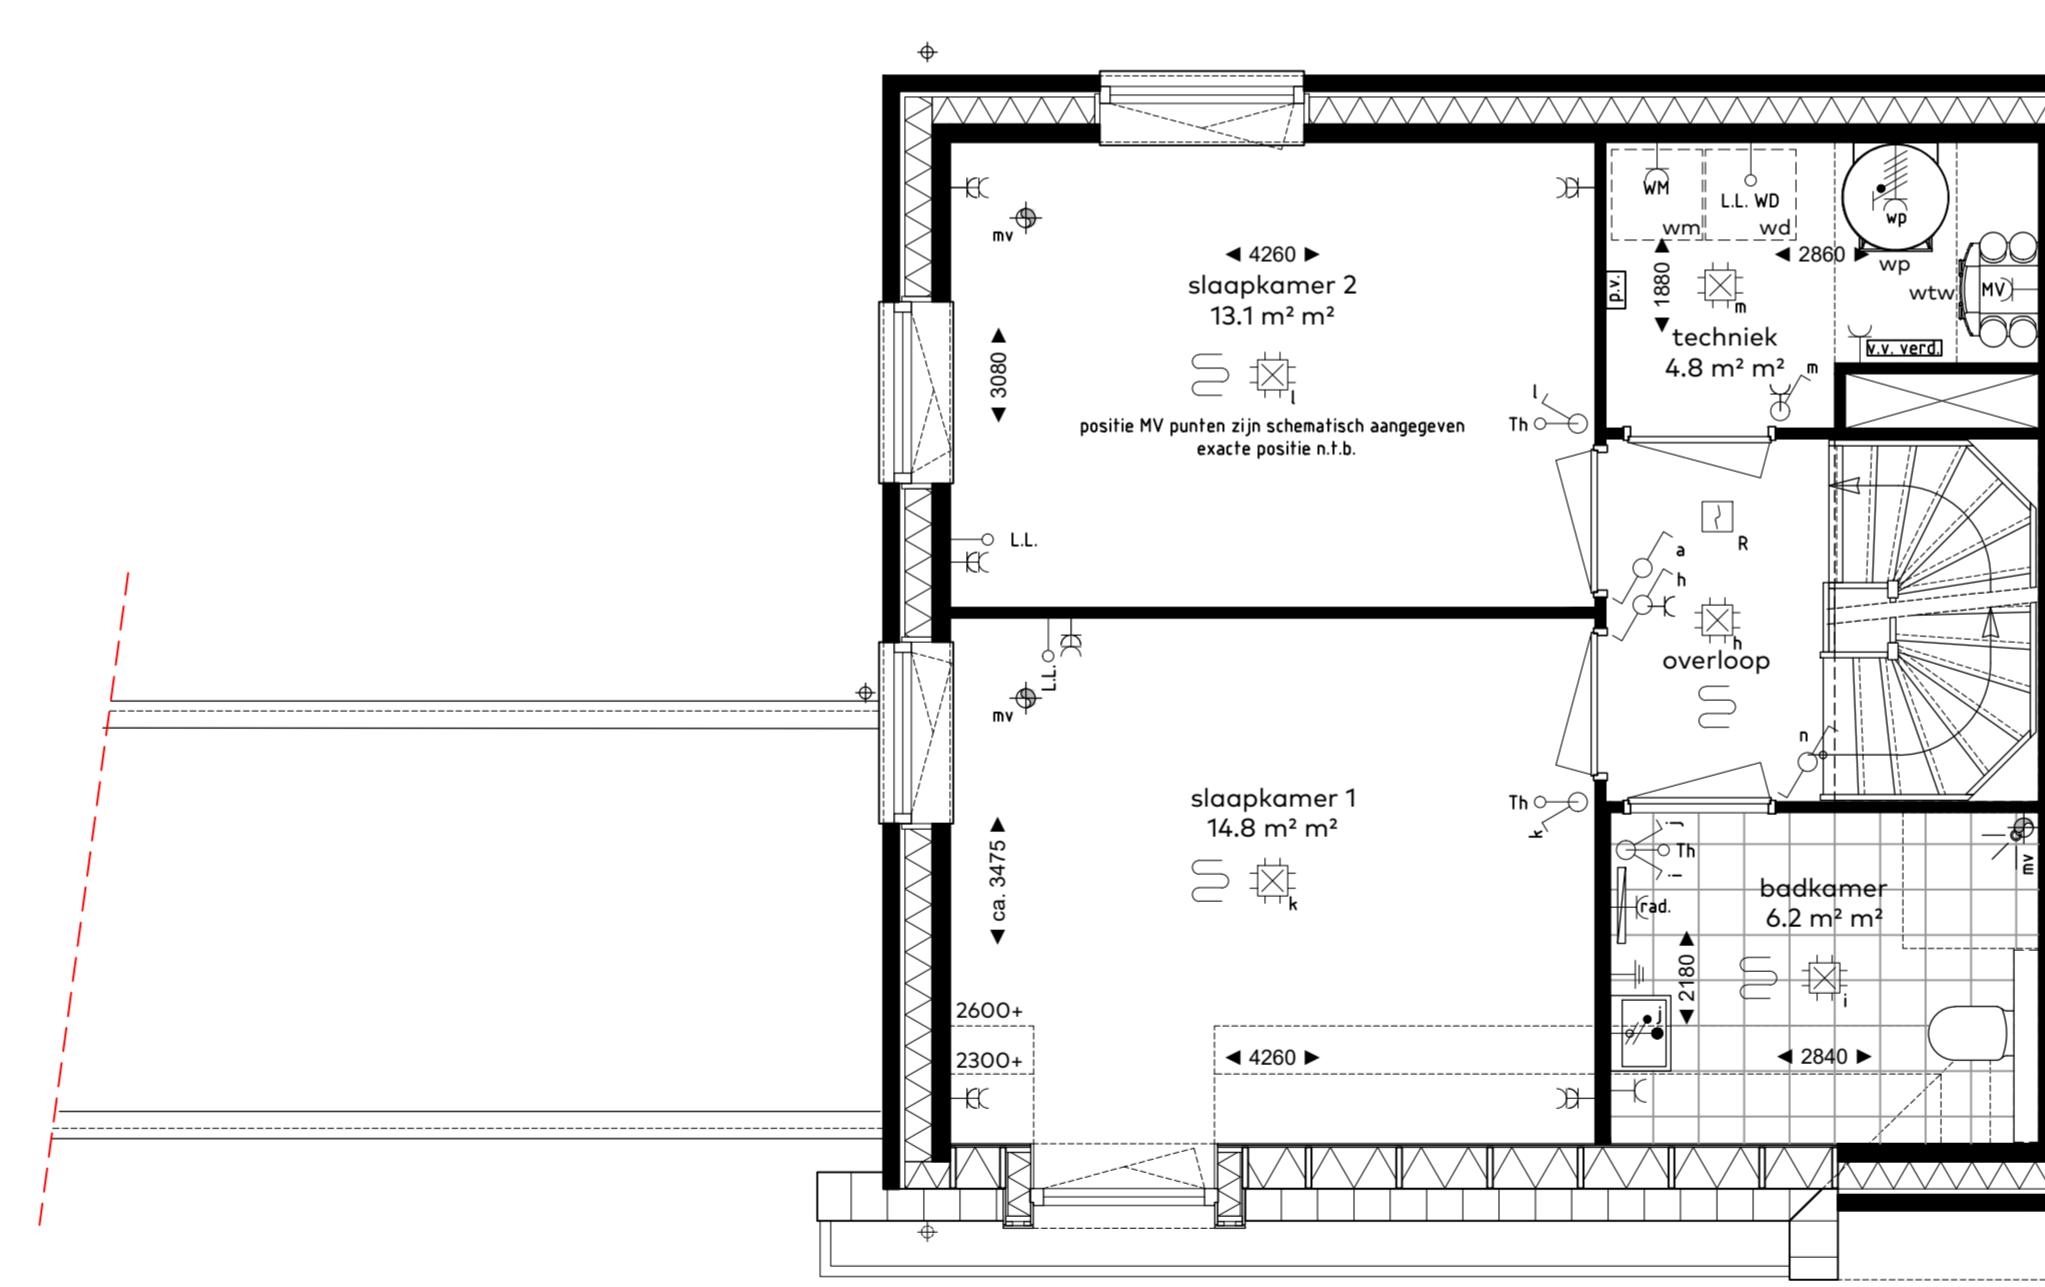 mv
◄ 4260 ►
slaapkamer 2
13.1 m² m²
◄ 3080 ►
l
positie MV punten zijn schematisch aangegeven
exacte positie n.t.b.
l
Th
L.L.
WM
L.L. WD
wm
wd
wp
◄ 2860 ►
wp
◄ 1880 ►
p.v.
m
wtw
MV
techniek
4.8 m² m²
v.v. verd.
m
R
a
h
h
overloop
n
L.L.
mv
slaapkamer 1
14.8 m² m²
◄ ca. 3475 ►
k
Th
k
2600+
2300+
◄ 4260 ►
j
Th
i
rad.
badkamer
6.2 m² m²
mv
◄ 2180 ►
i
j
◄ 2840 ►